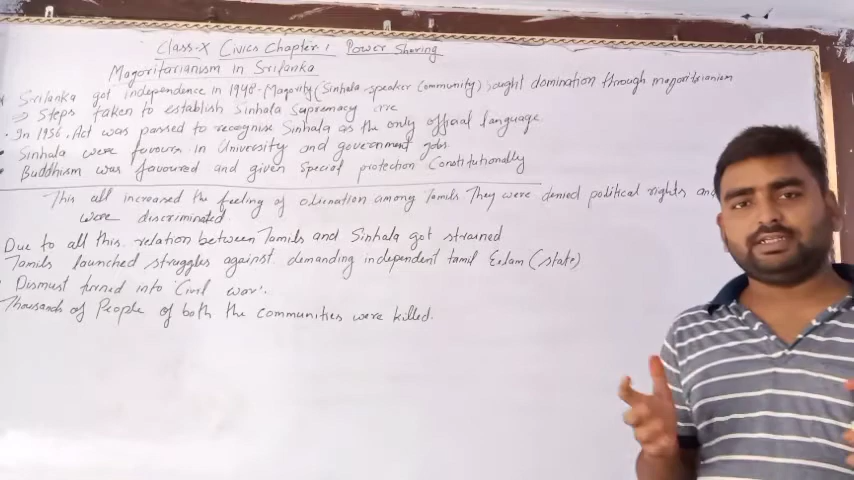 Class-X Civics Chapter-1 Power Sharing
Magoritarianism in Srilanka
Srilanka got independence in 1948- Magority (Sinhala-speaker Community) sought domination through magoritarianism
⇒ Steps taken to establish Sinhala Supremacy are
• In 1956, Act was passed to recognise Sinhala as the only official language
• Sinhala were favours in University and government jobs.
• Buddhism was favoured and given special protection Constitutionally
This all increased the feeling of alienation among Tamils They were denied political rights and
were discriminated.
Due to all this relation between Tamils and Sinhala got strained
Tamils launched struggles against demanding independent tamil Eelam (state)
turned into 'Civil war'.
Thousands of People of both the communities were killed.